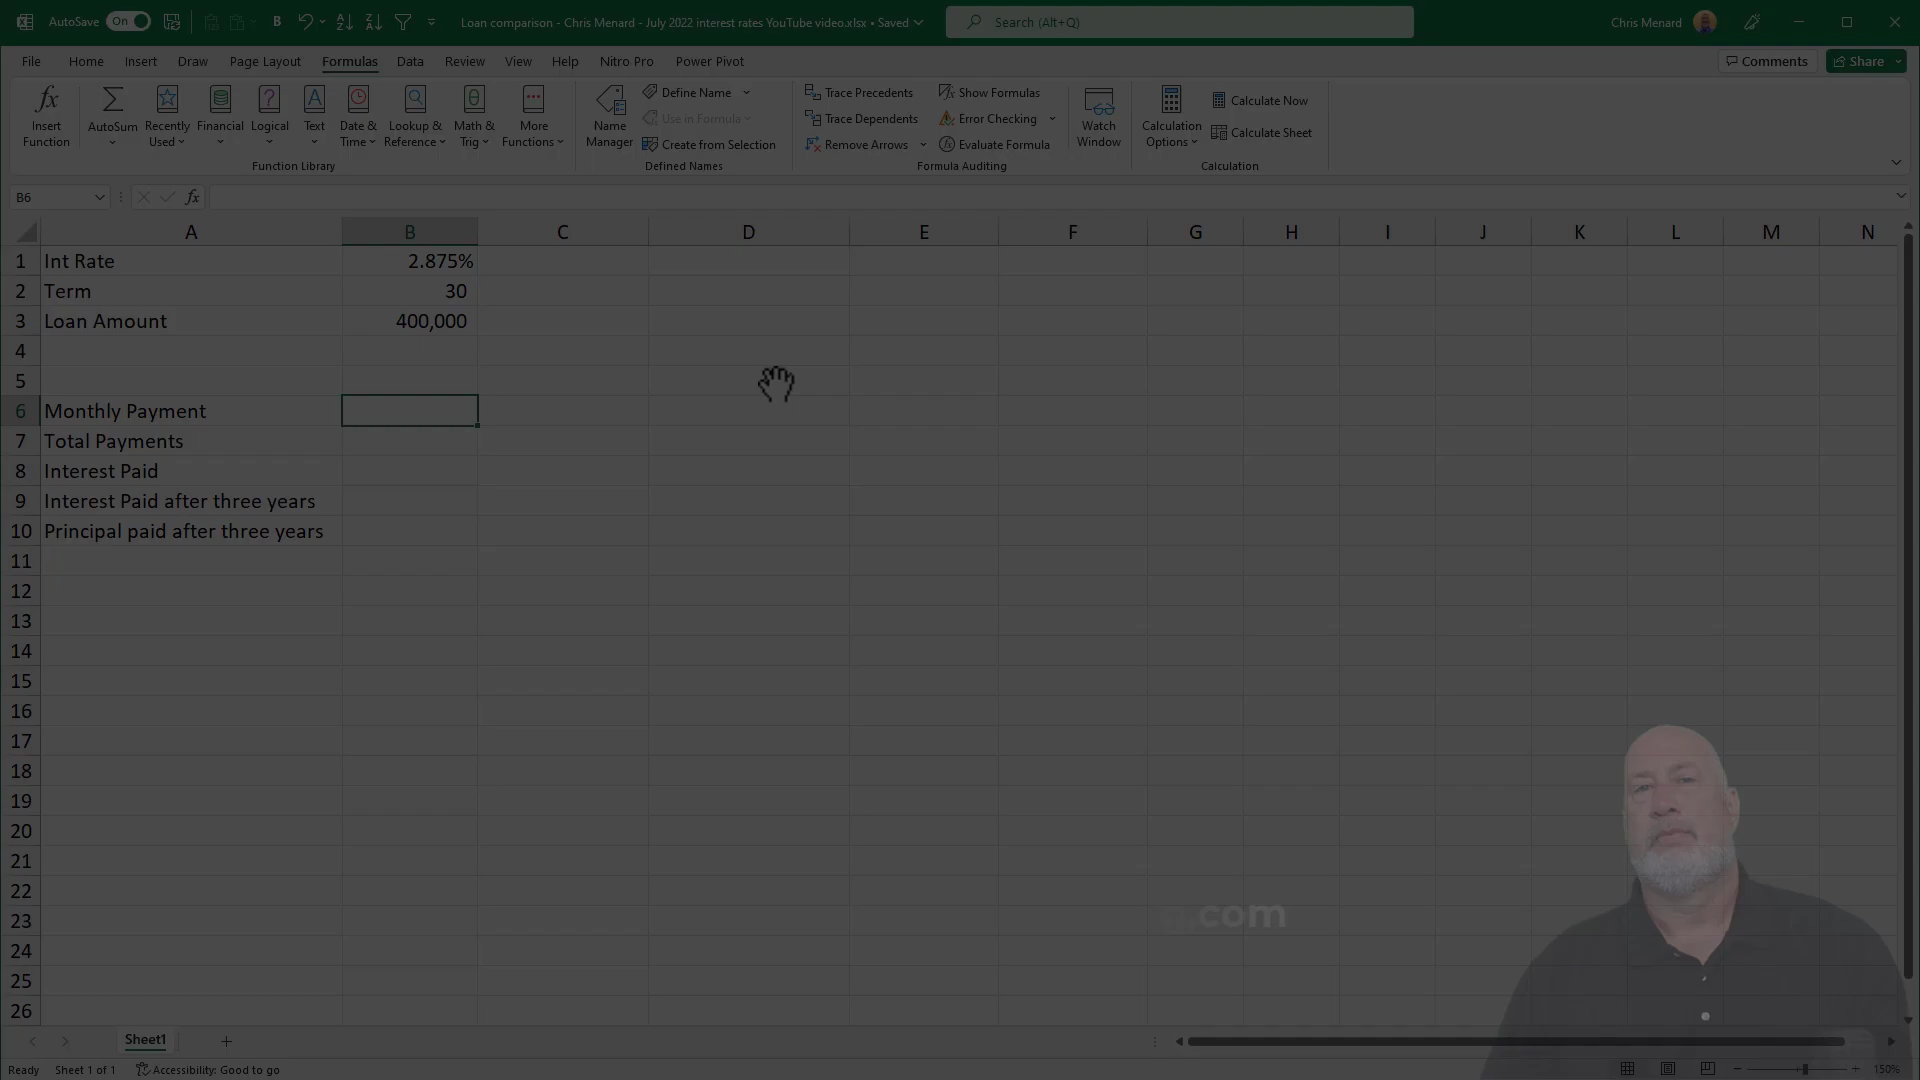 AutoSave On B Loan comparison - Chris Menard - July 2022 interest rates YouTube video.xlsx • Saved Search (Alt+Q) Chris Menard
File Home Insert Draw Page Layout Formulas Data Review View Help Nitro Pro Power Pivot Comments Share
Insert Function AutoSum Recently Used Financial Logical Text Date & Time Lookup & Reference Math & Trig More Functions
Function Library
Name Manager Define Name Use in Formula Create from Selection
Defined Names
Trace Precedents Trace Dependents Remove Arrows Show Formulas Error Checking Evaluate Formula
Formula Auditing
Watch Window
Calculation Options Calculate Now Calculate Sheet
Calculation
B6 fx
A B C D E F G H I J K L M N
1 Int Rate 2.875%
2 Term 30
3 Loan Amount 400,000
4
5
6 Monthly Payment
7 Total Payments
8 Interest Paid
9 Interest Paid after three years
10 Principal paid after three years
11
12
13
14
15
16
17
18
19
20
21
22
23 .com
24
25
26
Sheet1
Ready Sheet 1 of 1 Accessibility: Good to go 150%